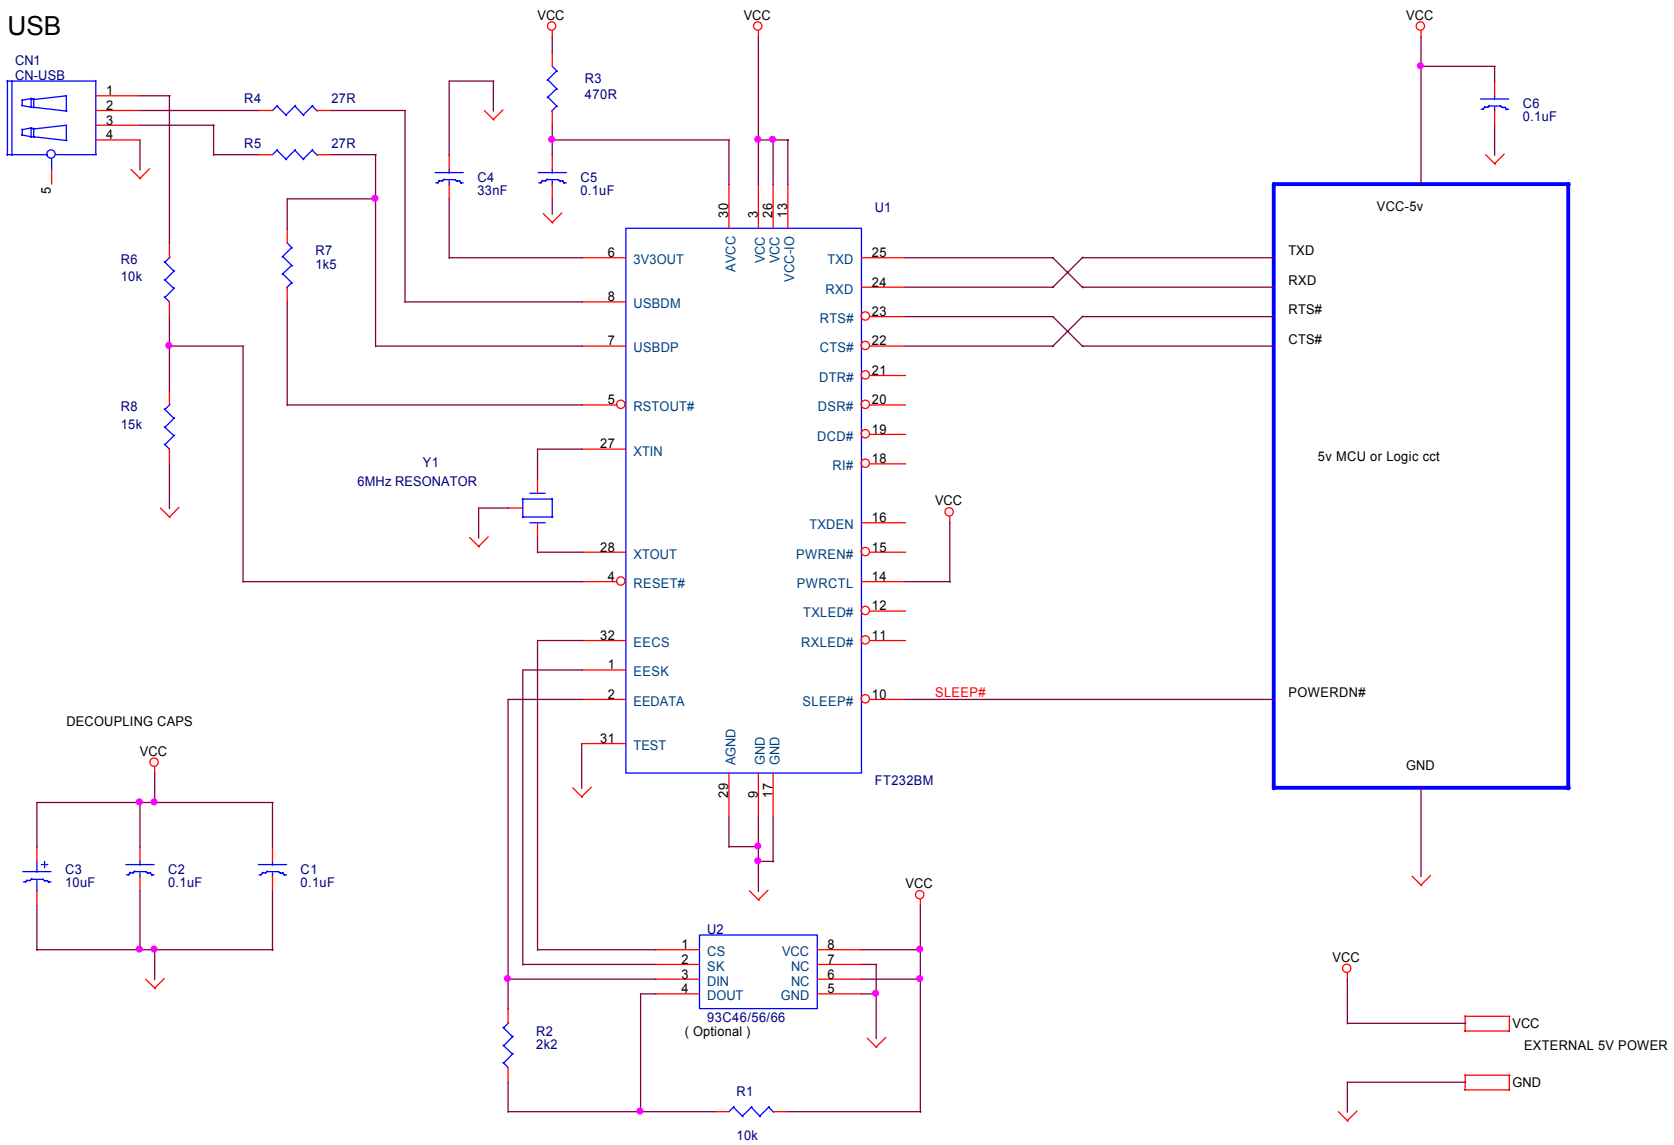 USB
CN1
CN-USB
1
2
3
4
5
R4 27R
R5 27R
R6
10k
R8
15k
R7
1k5
VCC
R3
470R
C4
33nF
C5
0.1uF
VCC
U1
30
3
26
13
AVCC
VCC
VCC
VCC-IO
6 3V3OUT
8 USBDM
7 USBDP
5 RSTOUT#
27 XTIN
28 XTOUT
4 RESET#
32 EECS
1 EESK
2 EEDATA
31 TEST
Y1
6MHz RESONATOR
TXD 25
RXD 24
RTS# 23
CTS# 22
DTR# 21
DSR# 20
DCD# 19
RI# 18
TXDEN 16
PWREN# 15
PWRCTL 14
TXLED# 12
RXLED# 11
SLEEP# 10
VCC
SLEEP#
AGND
GND
GND
29
9
17
FT232BM
VCC
C6
0.1uF
VCC-5v
TXD
RXD
RTS#
CTS#
5v MCU or Logic cct
POWERDN#
GND
DECOUPLING CAPS
VCC
C3
10uF
C2
0.1uF
C1
0.1uF
VCC
U2
1 CS VCC 8
2 SK NC 7
3 DIN NC 6
4 DOUT GND 5
93C46/56/66
( Optional )
R2
2k2
R1
10k
VCC
VCC
EXTERNAL 5V POWER
GND